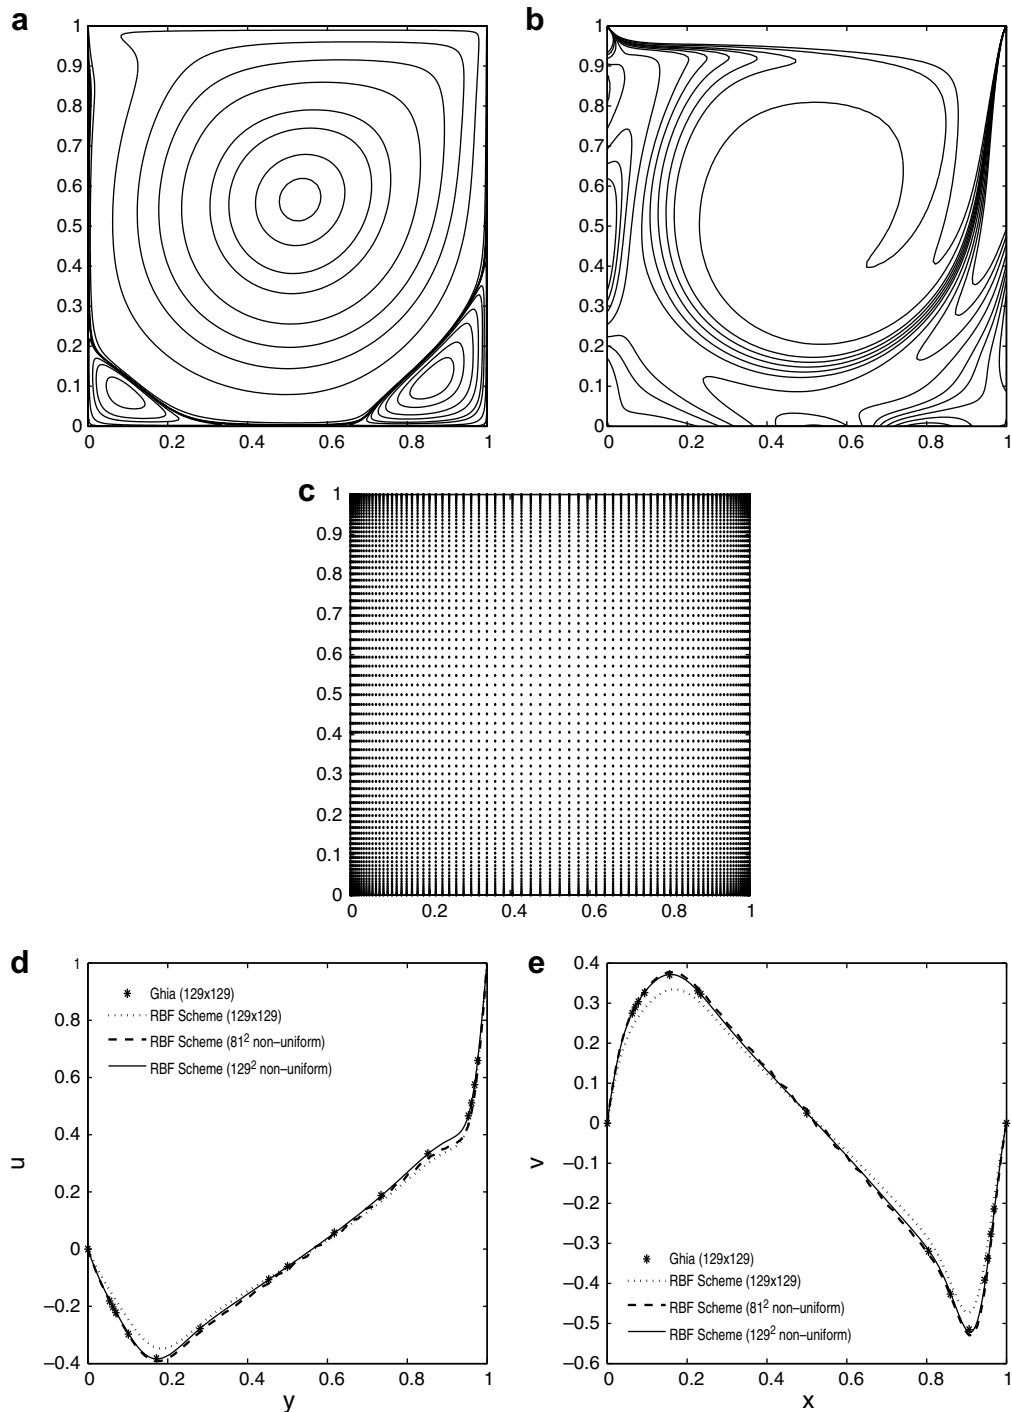 a
1
0.9
0.8
0.7
0.6
0.5
0.4
0.3
0.2
0.1
0
0 0.2 0.4 0.6 0.8 1
b
1
0.9
0.8
0.7
0.6
0.5
0.4
0.3
0.2
0.1
0
0 0.2 0.4 0.6 0.8 1
c
1
0.9
0.8
0.7
0.6
0.5
0.4
0.3
0.2
0.1
0
0 0.2 0.4 0.6 0.8 1
d
1
0.8
0.6
0.4
0.2
0
−0.2
−0.4
u
Ghia (129x129)
RBF Scheme (129x129)
RBF Scheme (81² non−uniform)
RBF Scheme (129² non−uniform)
0 0.2 0.4 0.6 0.8 1
y
e
0.4
0.3
0.2
0.1
0
−0.1
−0.2
−0.3
−0.4
−0.5
−0.6
v
Ghia (129x129)
RBF Scheme (129x129)
RBF Scheme (81² non−uniform)
RBF Scheme (129² non−uniform)
0 0.2 0.4 0.6 0.8 1
x